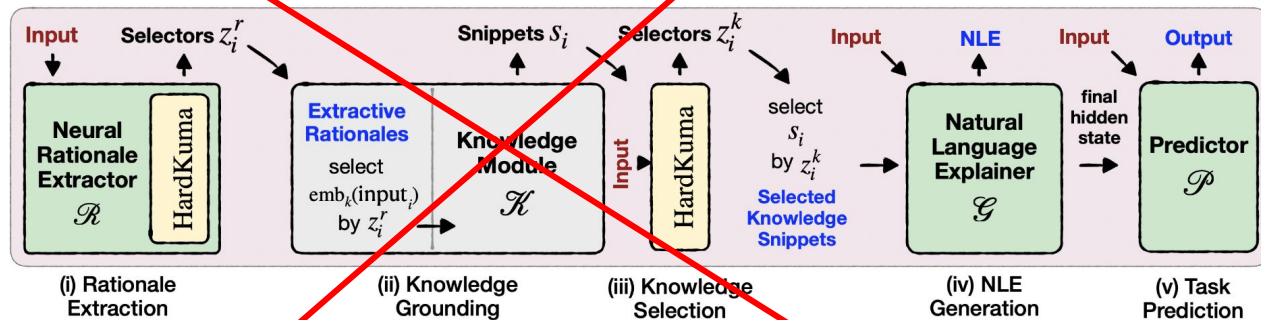 Input
Selectors z_i^r
Snippets s_i
Selectors z_i^k
Input
NLE
Input
Output
Neural
Rationale
Extractor
ℛ
HardKuma
Extractive
Rationales
select
emb_k(input_i)
by z_i^r
Knowledge
Module
𝒦
Input
HardKuma
select
s_i
by z_i^k
Selected
Knowledge
Snippets
Natural
Language
Explainer
𝒢
final
hidden
state
Predictor
𝒫
(i) Rationale
Extraction
(ii) Knowledge
Grounding
(iii) Knowledge
Selection
(iv) NLE
Generation
(v) Task
Prediction